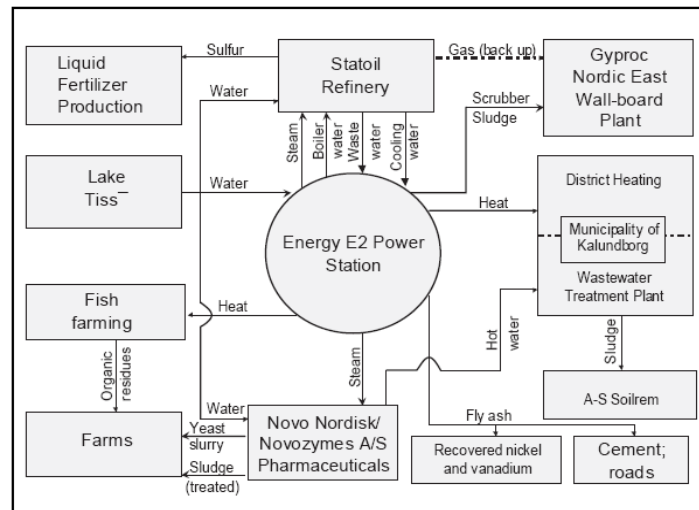 Liquid
Fertilizer
Production
Sulfur
Statoil
Refinery
Gas (back up)
Gyproc
Nordic East
Wall-board
Plant
Water
Steam
Boiler
water
Waste
water
Cooling
water
Scrubber
Sludge
Lake
Tiss¯
Water
Energy E2 Power
Station
Heat
District Heating
Municipality of
Kalundborg
Wastewater
Treatment Plant
Fish
farming
Heat
Organic
residues
Steam
Hot
water
Sludge
A-S Soilrem
Farms
Water
Yeast
slurry
Sludge
(treated)
Novo Nordisk/
Novozymes A/S
Pharmaceuticals
Fly ash
Recovered nickel
and vanadium
Cement;
roads